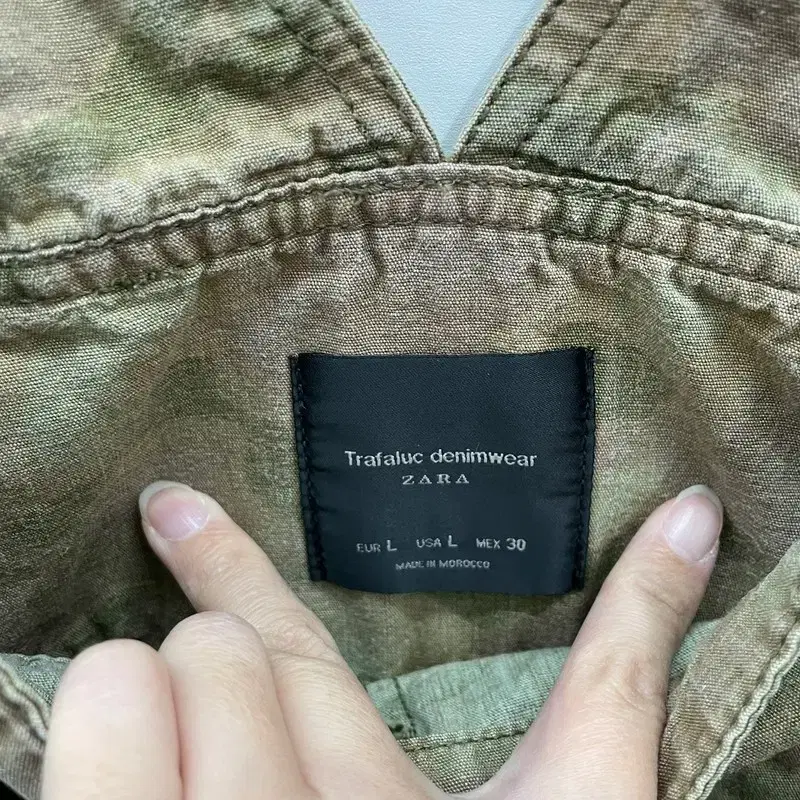 Trafaluc denimwear
ZARA
EUR L USA L MEX 30
MADE IN MOROCCO